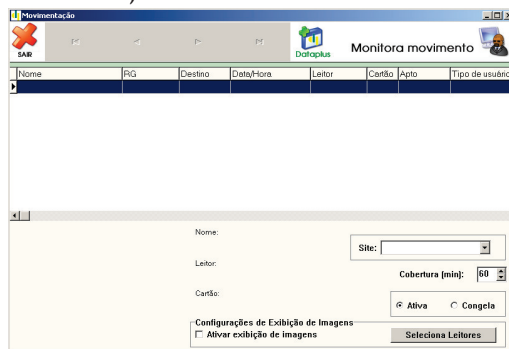 Movimentação
SAIR
Dataplus
Monitora movimento
Nome RG Destino Data/Hora Leitor Cartão Apto Tipo de usuário
Nome:
Site:
Leitor:
Cobertura (min): 60
Cartão:
Ativa Congela
Configurações de Exibição de Imagens
Ativar exibição de imagens
Seleciona Leitores